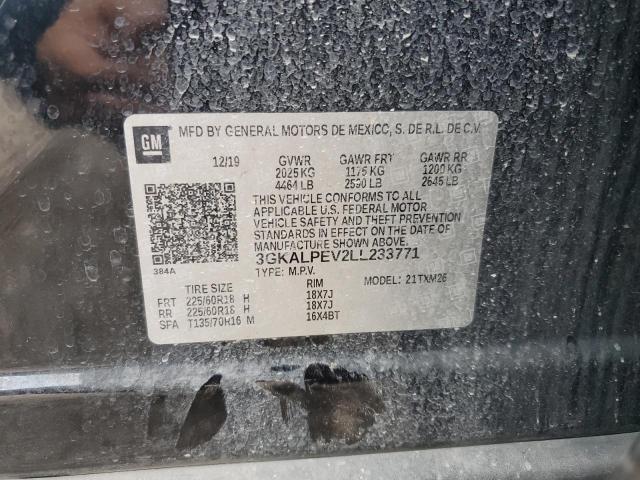 GM
MFD BY GENERAL MOTORS DE MEXICO, S. DE R.L. DE C.V.
12/19 GVWR GAWR FRT GAWR RR
2025 KG 1175 KG 1200 KG
4464 LB 2590 LB 2645 LB
THIS VEHICLE CONFORMS TO ALL
APPLICABLE U.S. FEDERAL MOTOR
VEHICLE SAFETY AND THEFT PREVENTION
STANDARDS IN EFFECT ON THE DATE OF
MANUFACTURE SHOWN ABOVE.
3GKALPEV2LL233771
384A
TYPE: M.P.V. MODEL: 21TXM26
TIRE SIZE RIM
FRT 225/60R18 H 18X7J
RR 225/60R18 H 18X7J
SPA T135/70R16 M 16X4BT